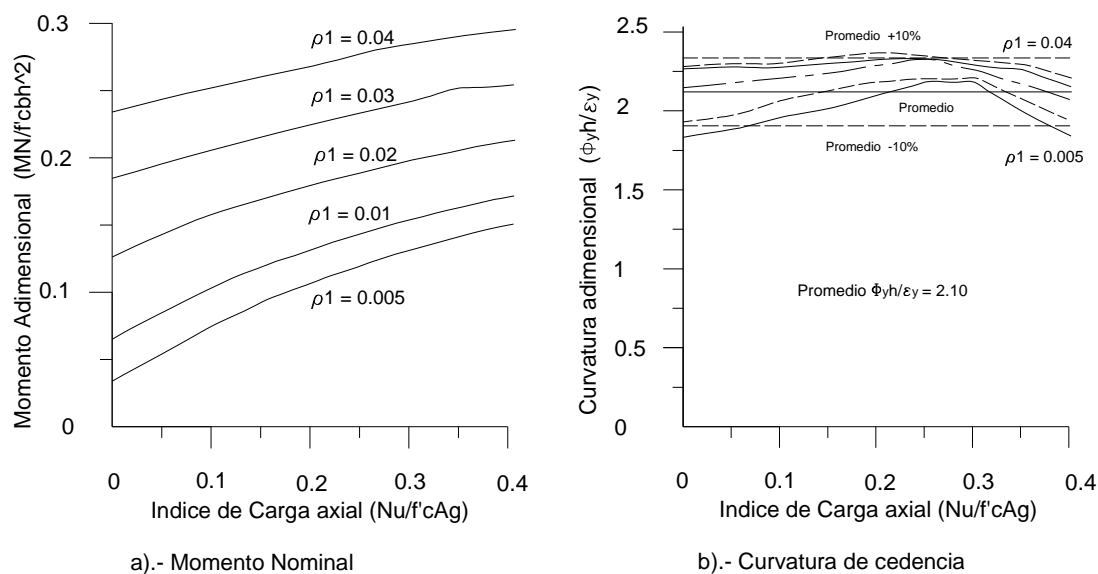 Momento Adimensional (MN/f'cbh^2)
0.3
0.2
0.1
0
ρ1 = 0.04
ρ1 = 0.03
ρ1 = 0.02
ρ1 = 0.01
ρ1 = 0.005
0 0.1 0.2 0.3 0.4
Indice de Carga axial (Nu/f'cAg)
a).- Momento Nominal
Curvatura adimensional (Φyh/εy)
2.5
2
1.5
1
0.5
0
Promedio +10%
ρ1 = 0.04
Promedio
Promedio -10%
ρ1 = 0.005
Promedio Φyh/εy = 2.10
0 0.1 0.2 0.3 0.4
Indice de Carga axial (Nu/f'cAg)
b).- Curvatura de cedencia